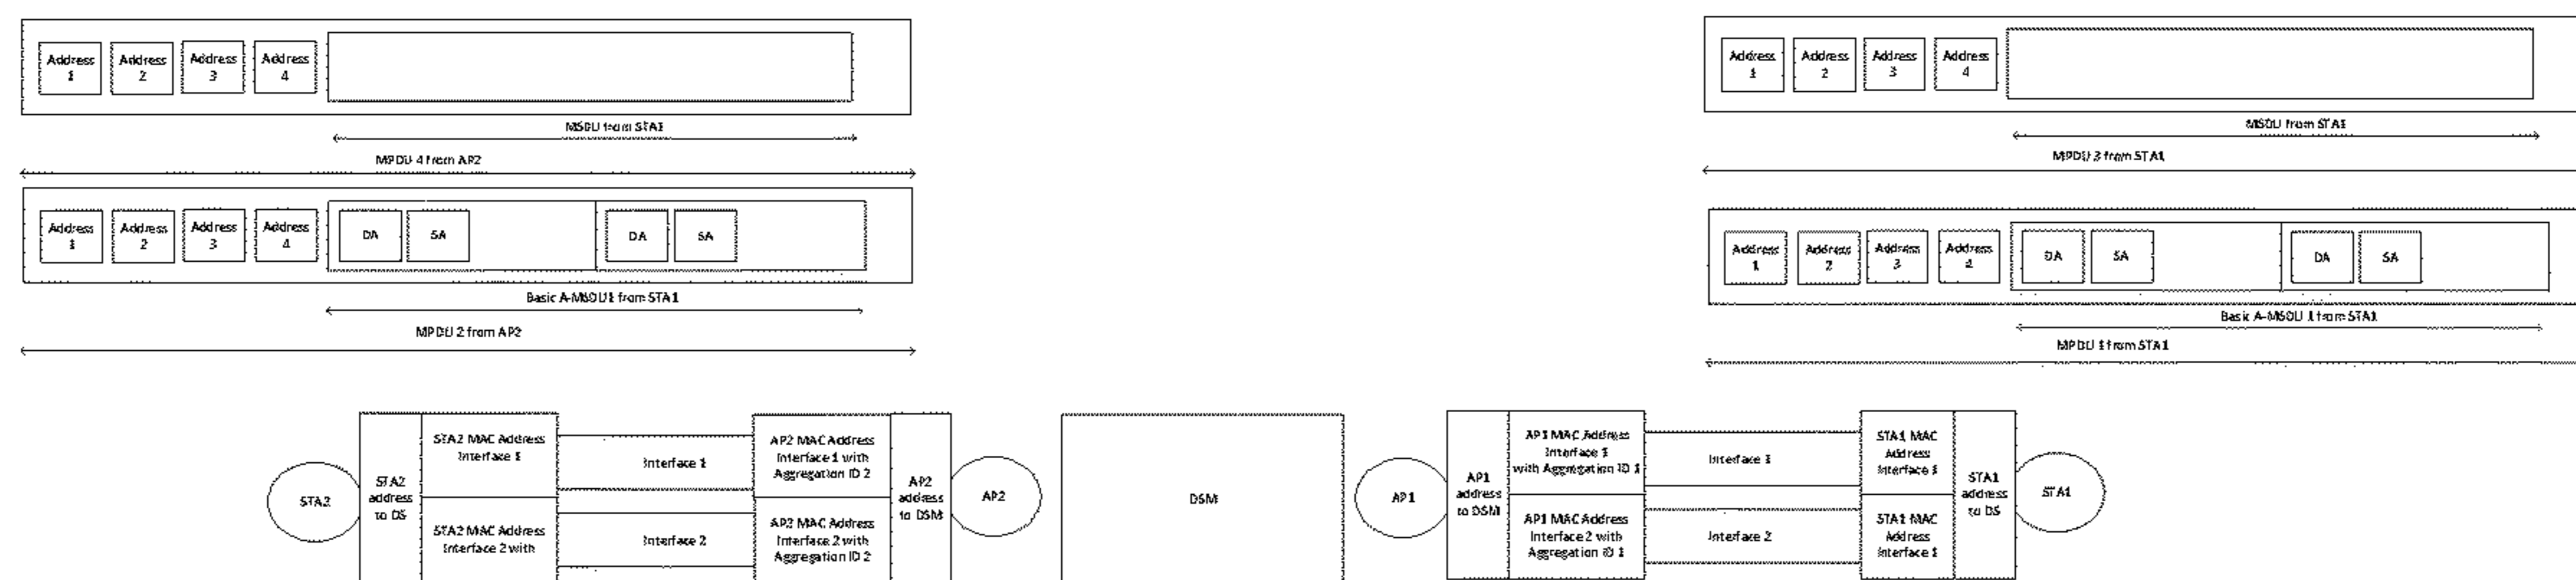 Address
1
Address
2
Address
3
Address
4
MSDU from STA1
MPDU 4 from AP2
Address
1
Address
2
Address
3
Address
4
DA
SA
DA
SA
Basic A-MSDU1 from STA1
MPDU 2 from AP2
Address
1
Address
2
Address
3
Address
4
MSDU from STA1
MPDU 3 from STA1
Address
1
Address
2
Address
3
Address
4
DA
SA
DA
SA
Basic A-MSDU 1 from STA1
MPDU 1 from STA1
STA2
STA2
address
to DS
STA2 MAC Address
Interface 1
STA2 MAC Address
Interface 2 with
Interface 1
Interface 2
AP2 MAC Address
Interface 1 with
Aggregation ID 2
AP2 MAC Address
Interface 2 with
Aggregation ID 2
AP2
address
to DSM
AP2
DSM
AP1
AP1
address
to DSM
AP1 MAC Address
Interface 1
with Aggregation ID 1
AP1 MAC Address
Interface 2 with
Aggregation ID 1
Interface 1
Interface 2
STA1 MAC
Address
Interface 1
STA1 MAC
Address
Interface 1
STA1
address
to DS
STA1